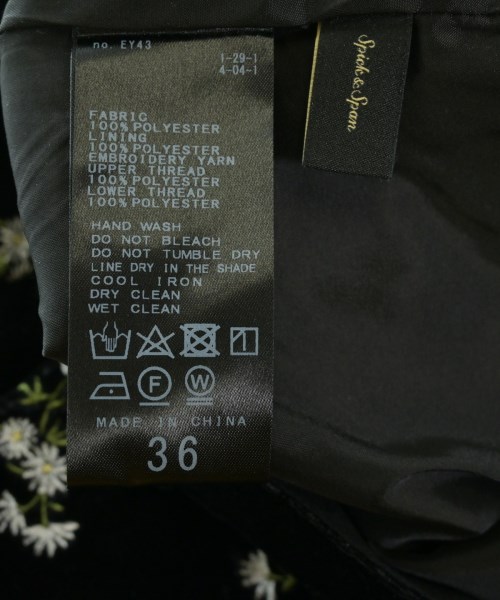 no. EY43
1-29-1
4-04-1
FABRIC
100% POLYESTER
LINING
100% POLYESTER
EMBROIDERY YARN
UPPER THREAD
100% POLYESTER
LOWER THREAD
100% POLYESTER
HAND WASH
DO NOT BLEACH
DO NOT TUMBLE DRY
LINE DRY IN THE SHADE
COOL IRON
DRY CLEAN
WET CLEAN
F
W
MADE IN CHINA
36
Spick & Span